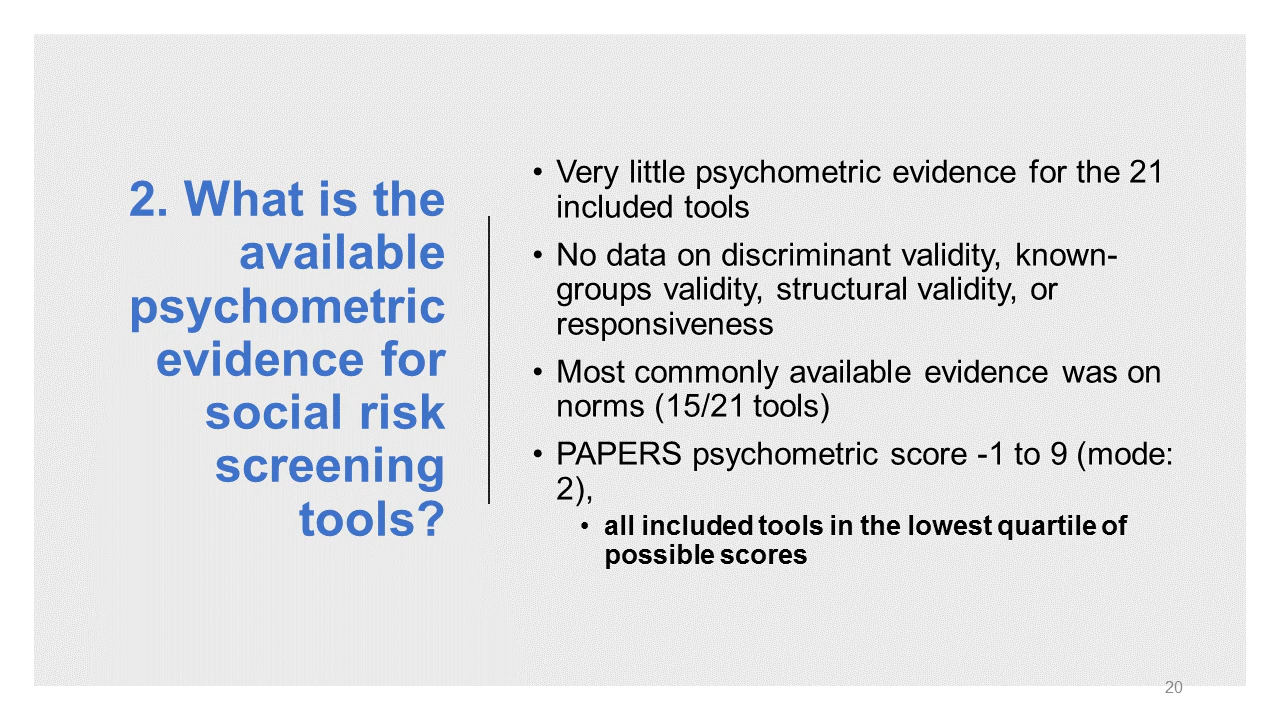 2. What is the
available
psychometric
evidence for
social risk
screening
tools?
• Very little psychometric evidence for the 21
included tools
• No data on discriminant validity, known-
groups validity, structural validity, or
responsiveness
• Most commonly available evidence was on
norms (15/21 tools)
• PAPERS psychometric score -1 to 9 (mode:
2),
• all included tools in the lowest quartile of
possible scores
20